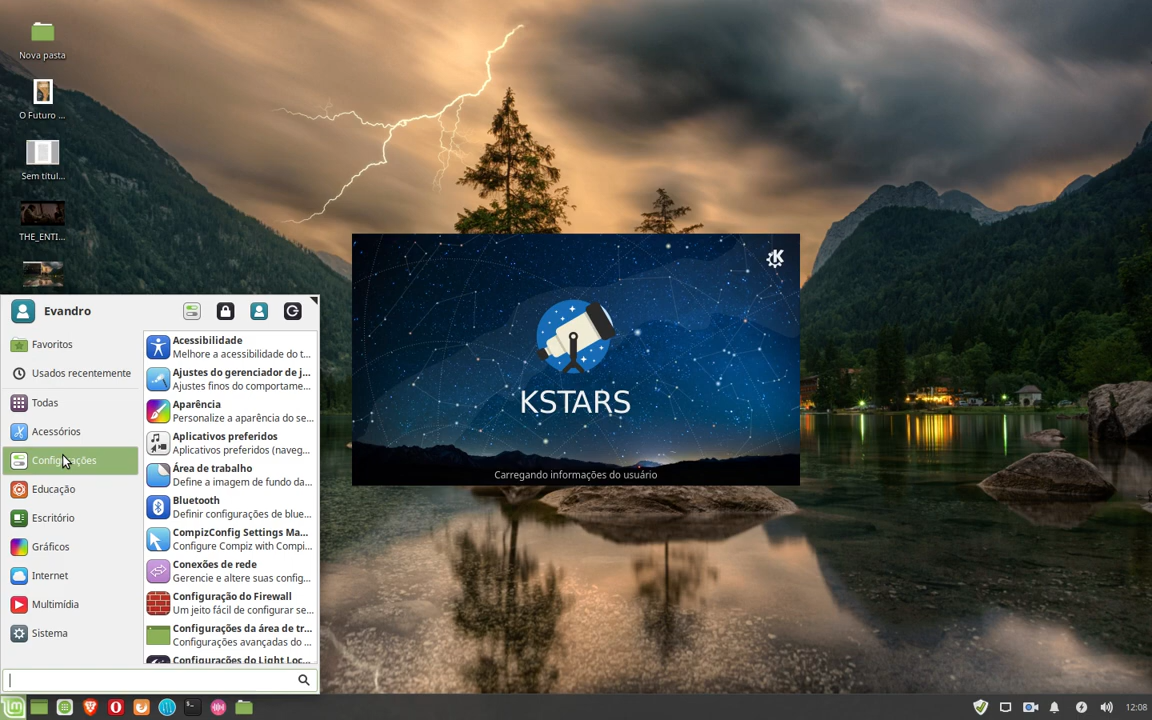 Nova pasta
O Futuro ...
Sem titul...
THE_ENTI...
Evandro
Favoritos
Usados recentemente
Todas
Acessórios
Configurações
Educação
Escritório
Gráficos
Internet
Multimídia
Sistema
Acessibilidade
Melhore a acessibilidade do t...
Ajustes do gerenciador de j...
Ajustes finos do comportame...
Aparência
Personalize a aparência do se...
Aplicativos preferidos
Aplicativos preferidos (naveg...
Área de trabalho
Define a imagem de fundo da...
Bluetooth
Definir configurações de blue...
CompizConfig Settings Ma...
Configure Compiz with Compi...
Conexões de rede
Gerencie e altere suas config...
Configuração do Firewall
Um jeito fácil de configurar se...
Configurações da área de tr...
Configurações avançadas do ...
Configurações do Light Loc...
KSTARS
Carregando informações do usuário
12:08